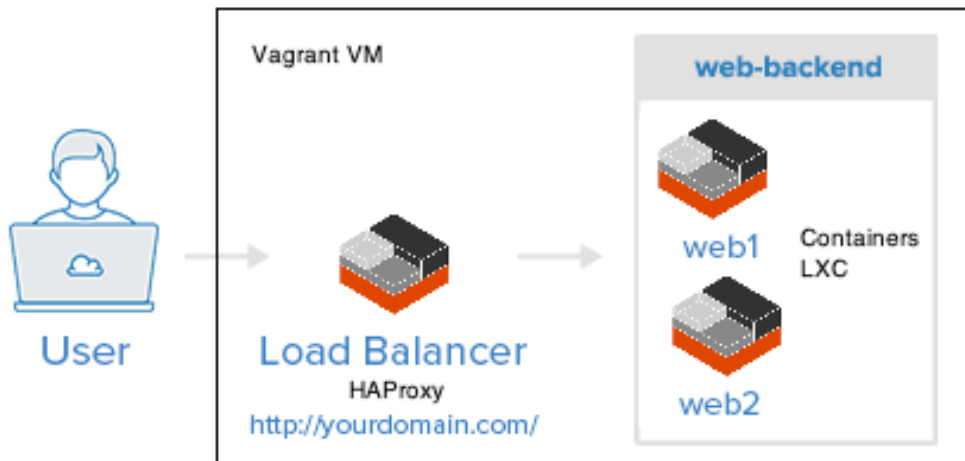 Vagrant VM
web-backend
web1
Containers
LXC
web2
User
Load Balancer
HAProxy
http://yourdomain.com/